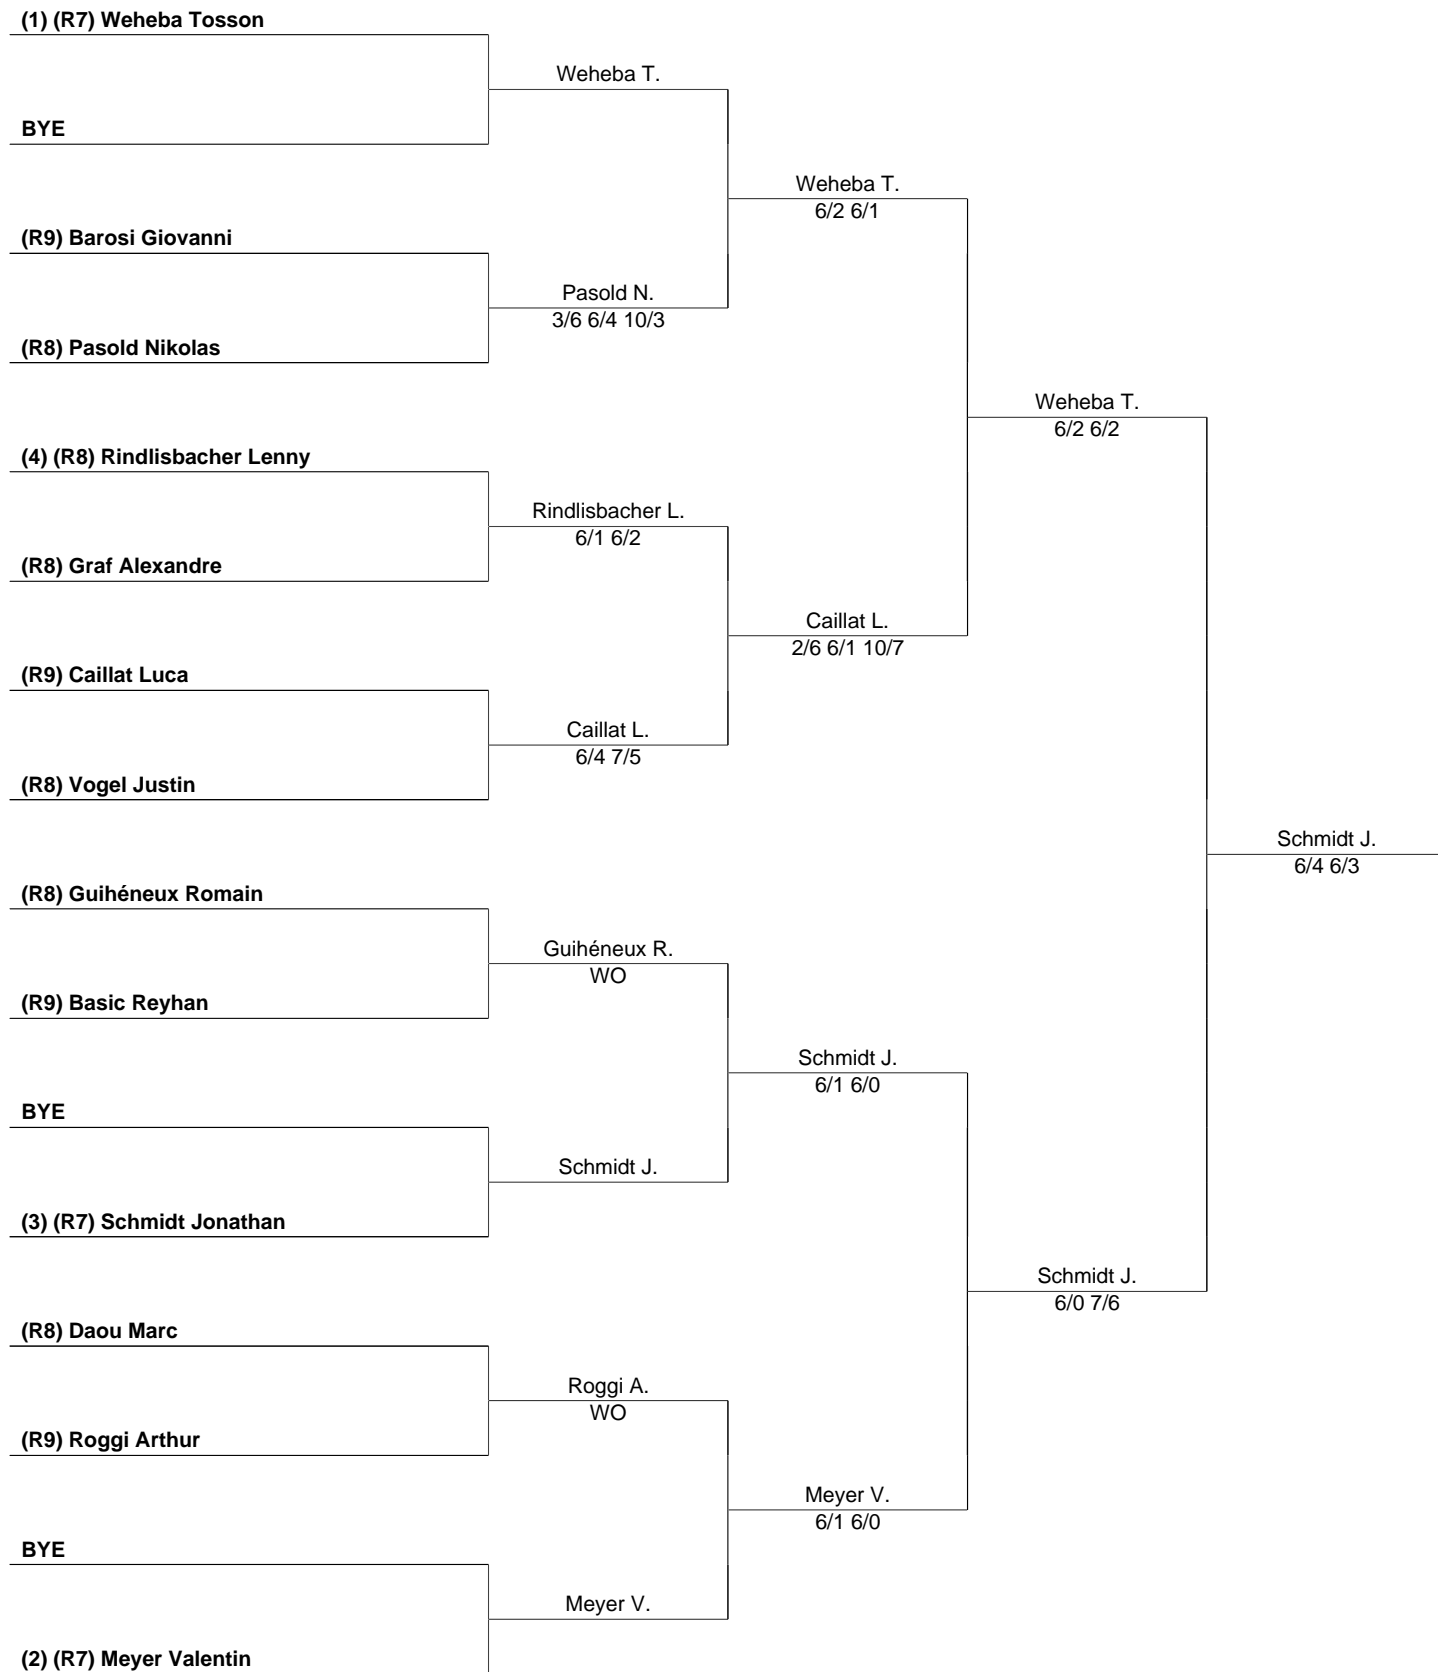 (1) (R7) Weheba Tosson
Weheba T.
BYE
Weheba T.
6/2 6/1
(R9) Barosi Giovanni
Pasold N.
3/6 6/4 10/3
(R8) Pasold Nikolas
Weheba T.
6/2 6/2
(4) (R8) Rindlisbacher Lenny
Rindlisbacher L.
6/1 6/2
(R8) Graf Alexandre
Caillat L.
2/6 6/1 10/7
(R9) Caillat Luca
Caillat L.
6/4 7/5
(R8) Vogel Justin
Schmidt J.
6/4 6/3
(R8) Guihéneux Romain
Guihéneux R.
WO
(R9) Basic Reyhan
Schmidt J.
6/1 6/0
BYE
Schmidt J.
(3) (R7) Schmidt Jonathan
Schmidt J.
6/0 7/6
(R8) Daou Marc
Roggi A.
WO
(R9) Roggi Arthur
Meyer V.
6/1 6/0
BYE
Meyer V.
(2) (R7) Meyer Valentin